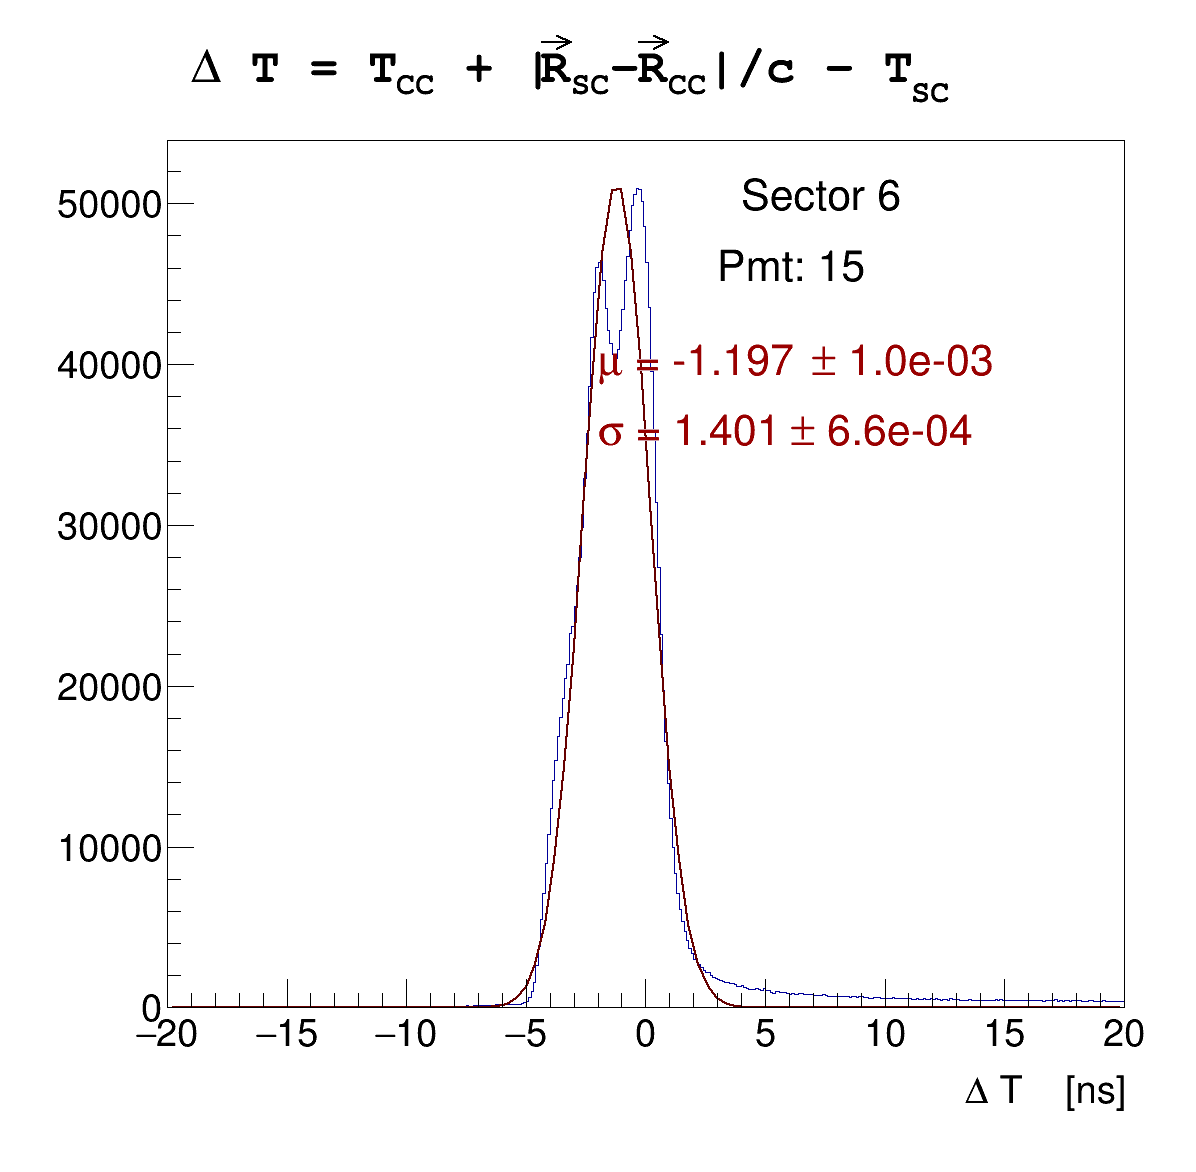 Δ T = T_CC + |R⃗_SC−R⃗_CC|/c − T_SC
Sector 6
Pmt: 15
μ = -1.197 ± 1.0e-03
σ = 1.401 ± 6.6e-04
50000
40000
30000
20000
10000
0
−20 −15 −10 −5 0 5 10 15 20
Δ T [ns]